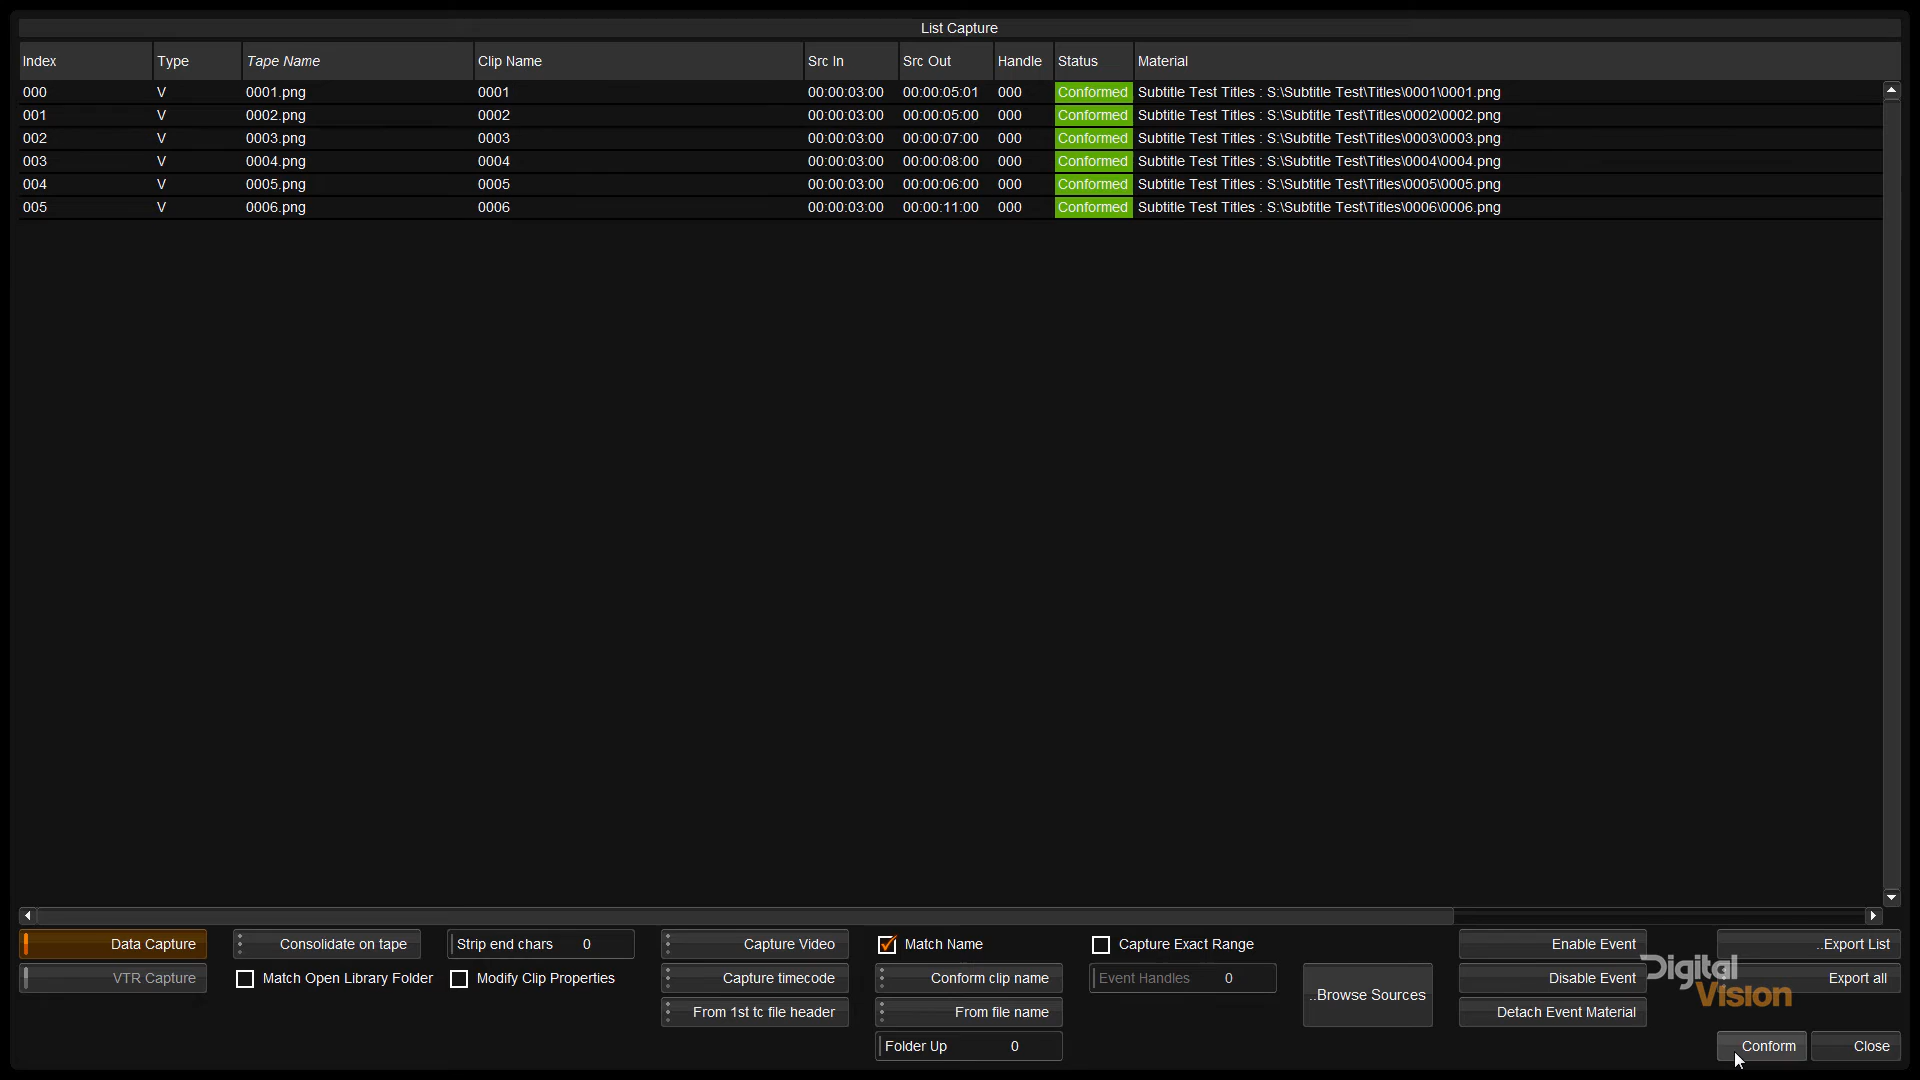 List Capture
Index Type Tape Name Clip Name Src In Src Out Handle Status Material
000 V 0001.png 0001 00:00:03:00 00:00:05:01 000 Conformed Subtitle Test Titles : S:\Subtitle Test\Titles\0001\0001.png
001 V 0002.png 0002 00:00:03:00 00:00:05:00 000 Conformed Subtitle Test Titles : S:\Subtitle Test\Titles\0002\0002.png
002 V 0003.png 0003 00:00:03:00 00:00:07:00 000 Conformed Subtitle Test Titles : S:\Subtitle Test\Titles\0003\0003.png
003 V 0004.png 0004 00:00:03:00 00:00:08:00 000 Conformed Subtitle Test Titles : S:\Subtitle Test\Titles\0004\0004.png
004 V 0005.png 0005 00:00:03:00 00:00:06:00 000 Conformed Subtitle Test Titles : S:\Subtitle Test\Titles\0005\0005.png
005 V 0006.png 0006 00:00:03:00 00:00:11:00 000 Conformed Subtitle Test Titles : S:\Subtitle Test\Titles\0006\0006.png
Data Capture Consolidate on tape Strip end chars 0 Capture Video Match Name Capture Exact Range Enable Event ..Export List
VTR Capture Match Open Library Folder Modify Clip Properties Capture timecode Conform clip name Event Handles 0 ..Browse Sources Disable Event Digital Vision Export all
From 1st tc file header From file name Detach Event Material
Folder Up 0 Conform Close